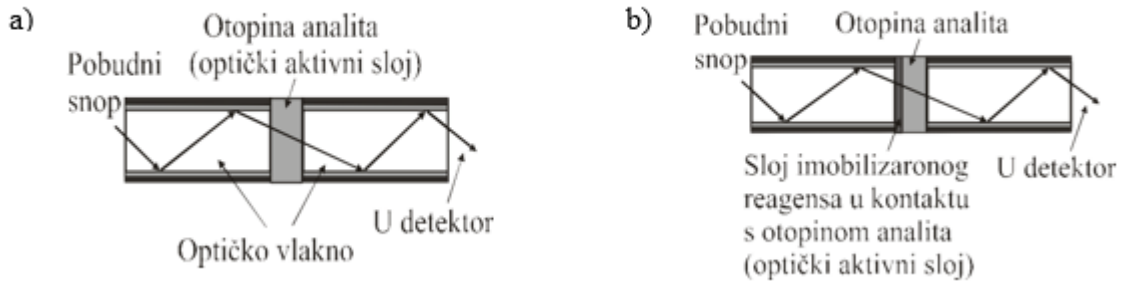 a)
Otopina analita
(optički aktivni sloj)
Pobudni
snop
Optičko vlakno
U detektor
b)
Pobudni
snop
Otopina analita
Sloj imobilizaronog
reagensa u kontaktu
s otopinom analita
(optički aktivni sloj)
U detektor